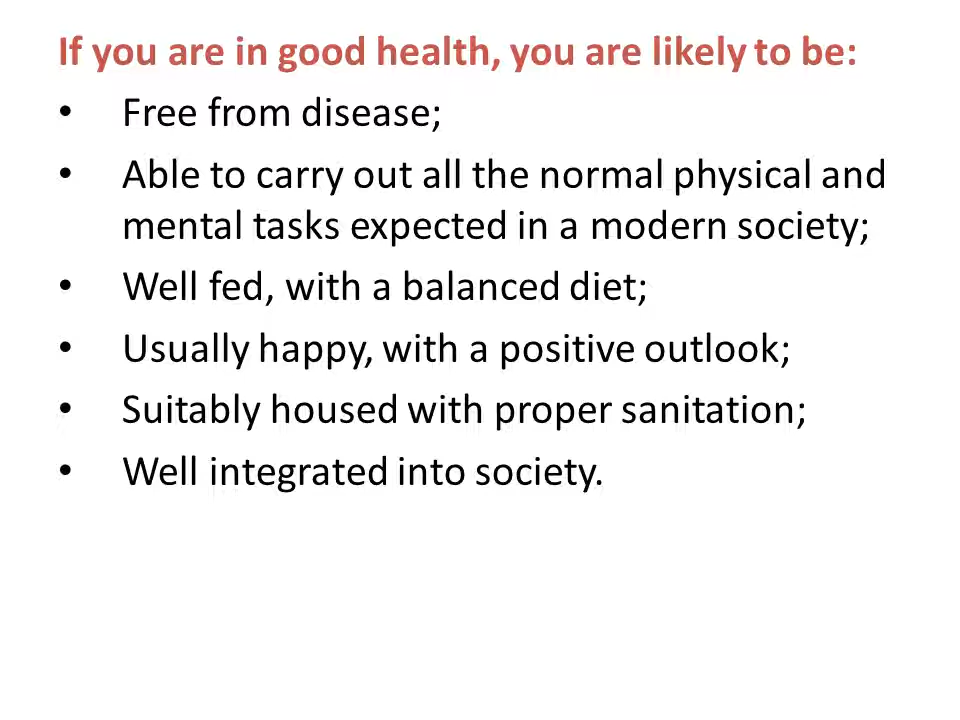 If you are in good health, you are likely to be:
• Free from disease;
• Able to carry out all the normal physical and
mental tasks expected in a modern society;
• Well fed, with a balanced diet;
• Usually happy, with a positive outlook;
• Suitably housed with proper sanitation;
• Well integrated into society.